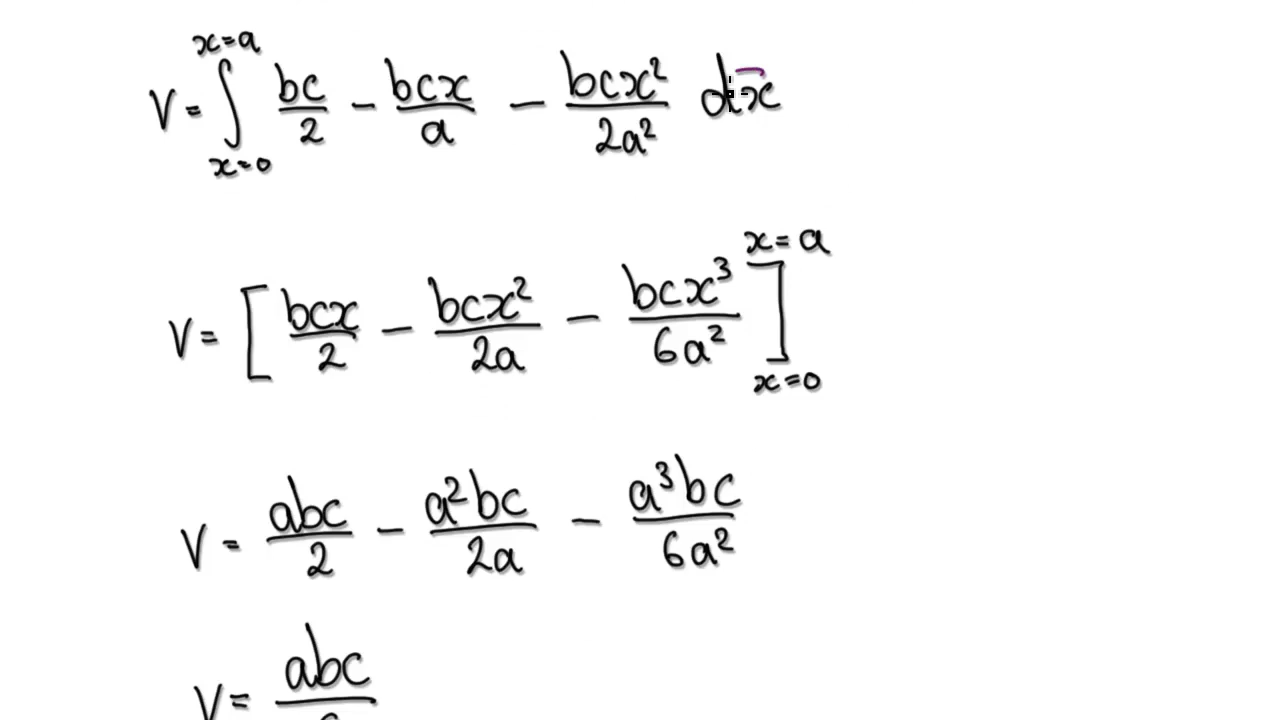 V = ∫_{x=0}^{x=a} bc/2 - bcx/a - bcx²/2a² dx
V = [bcx/2 - bcx²/2a - bcx³/6a²]_{x=0}^{x=a}
V = abc/2 - a²bc/2a - a³bc/6a²
V = abc/